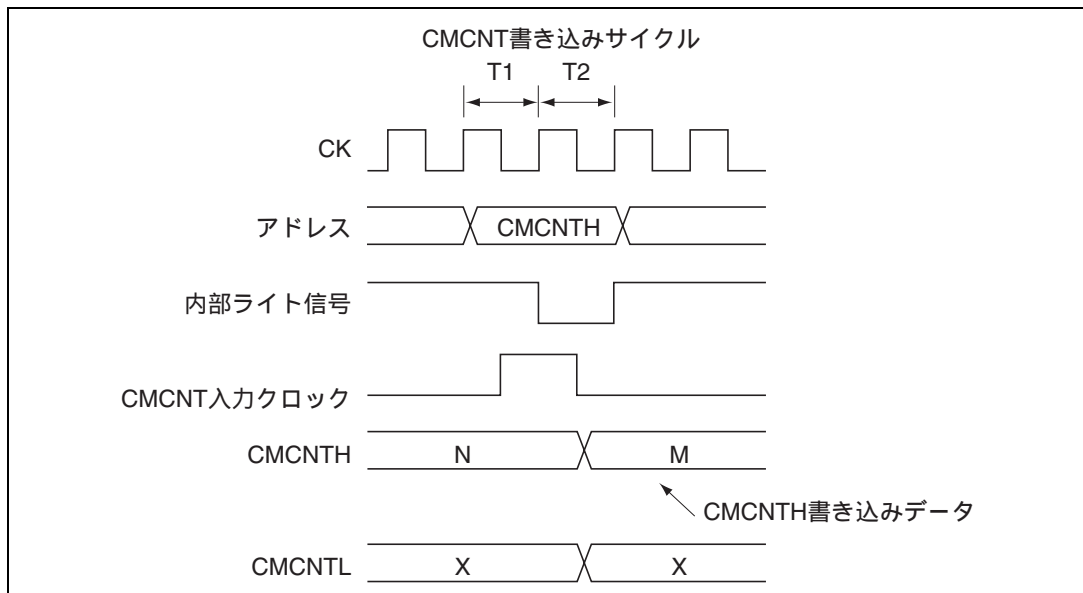 CMCNT書き込みサイクル
T1 T2
CK
アドレス CMCNTH
内部ライト信号
CMCNT入力クロック
CMCNTH N M
CMCNTH書き込みデータ
CMCNTL X X